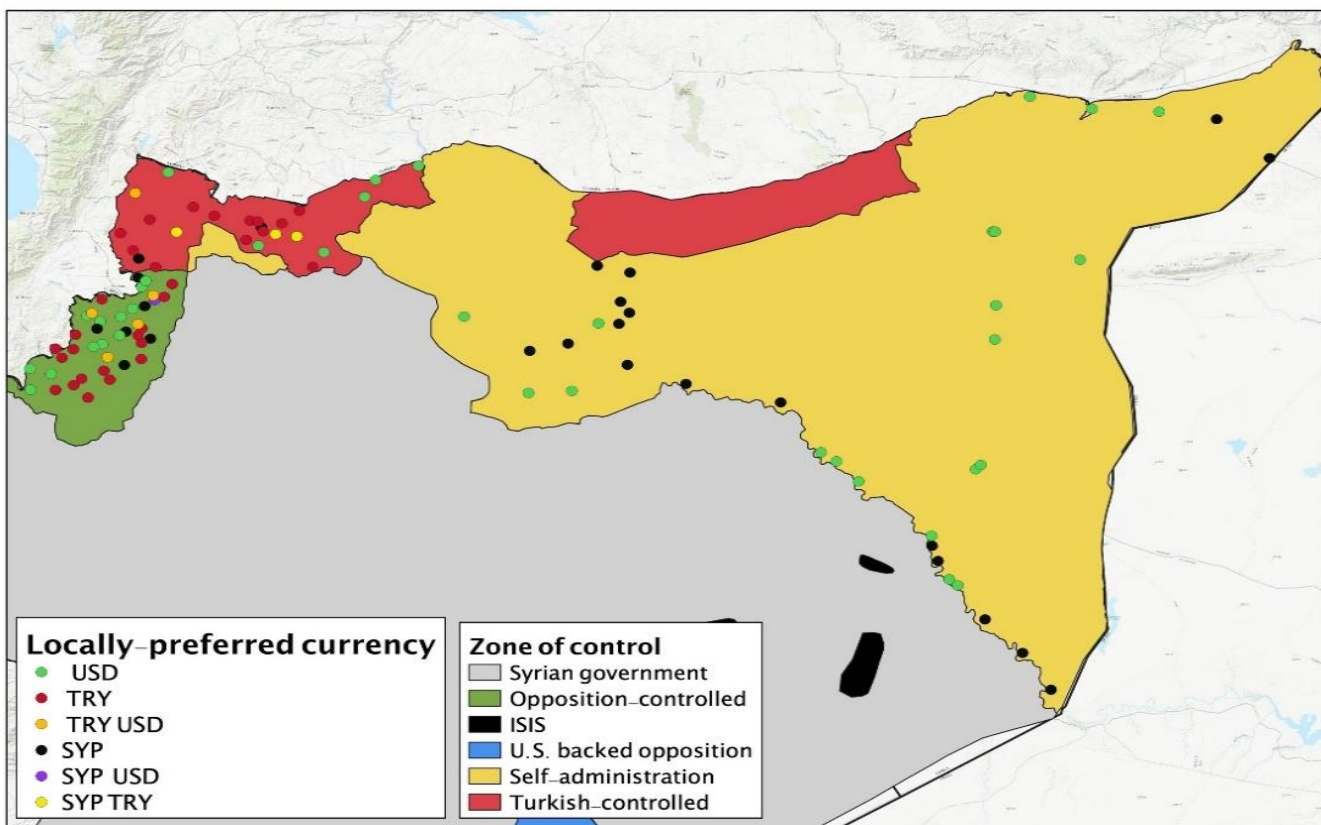 Locally-preferred currency
USD
TRY
TRY USD
SYP
SYP USD
SYP TRY
Zone of control
Syrian government
Opposition-controlled
ISIS
U.S. backed opposition
Self-administration
Turkish-controlled